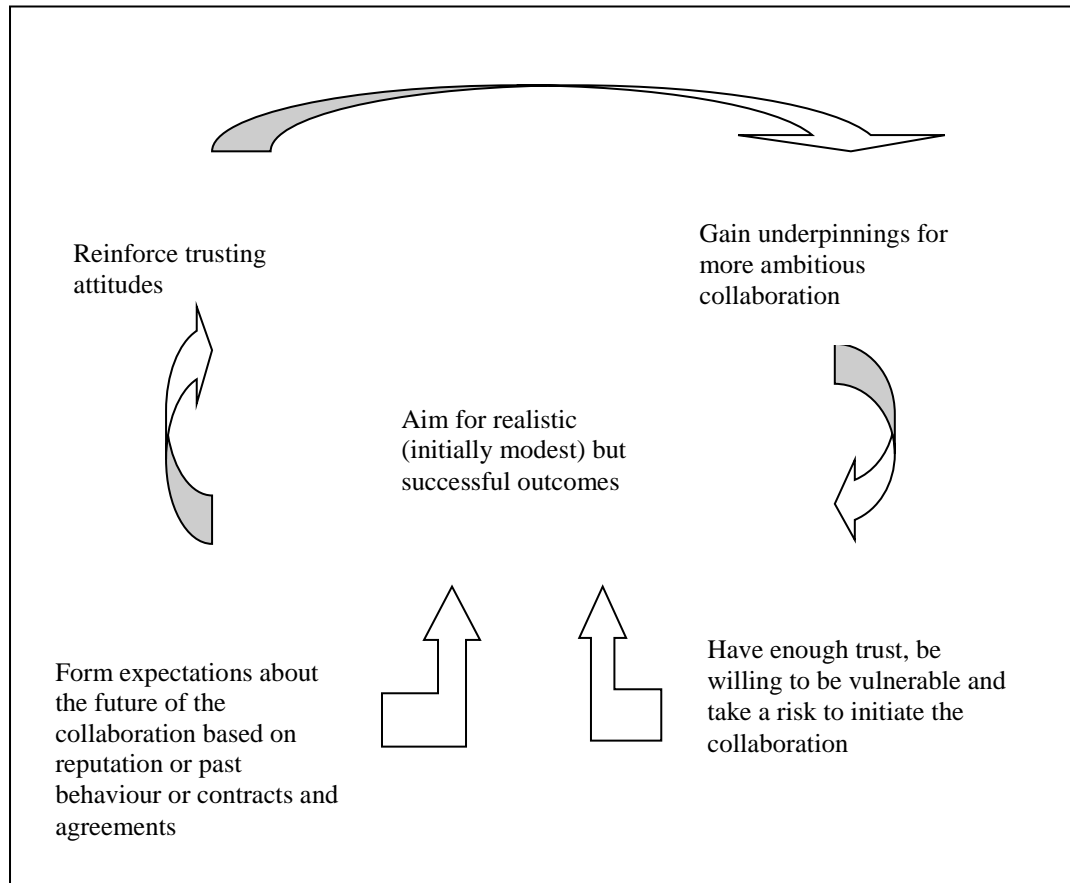 Reinforce trusting
attitudes
Gain underpinnings for
more ambitious
collaboration
Aim for realistic
(initially modest) but
successful outcomes
Form expectations about
the future of the
collaboration based on
reputation or past
behaviour or contracts and
agreements
Have enough trust, be
willing to be vulnerable and
take a risk to initiate the
collaboration